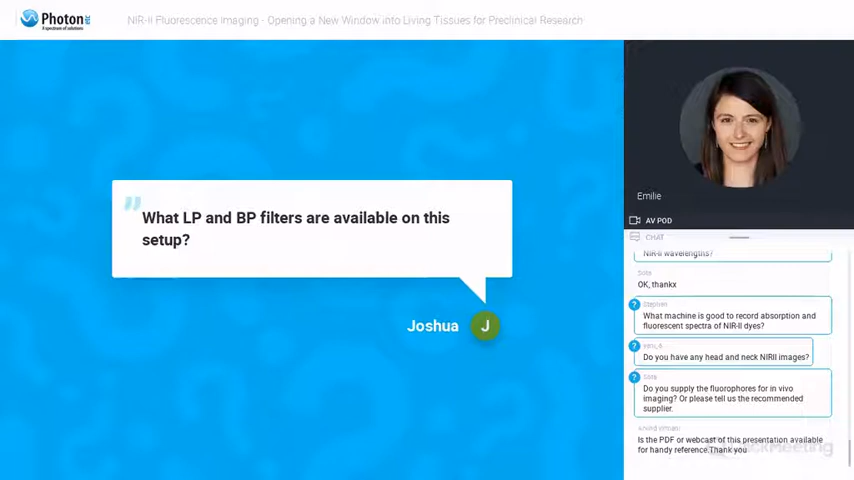 Photon etc
A spectrum of solutions
NIR-II Fluorescence Imaging - Opening a New Window into Living Tissues for Preclinical Research
What LP and BP filters are available on this
setup?
Joshua J
Emilie
AV POD
CHAT
NIR-II wavelengths?
OK, thankx
? Stephen
What machine is good to record absorption and
fluorescent spectra of NIR-II dyes?
?
Do you have any head and neck NIRII images?
?
Do you supply the fluorophores for in vivo
imaging? Or please tell us the recommended
supplier.
Is the PDF or webcast of this presentation available
for handy reference.Thank you